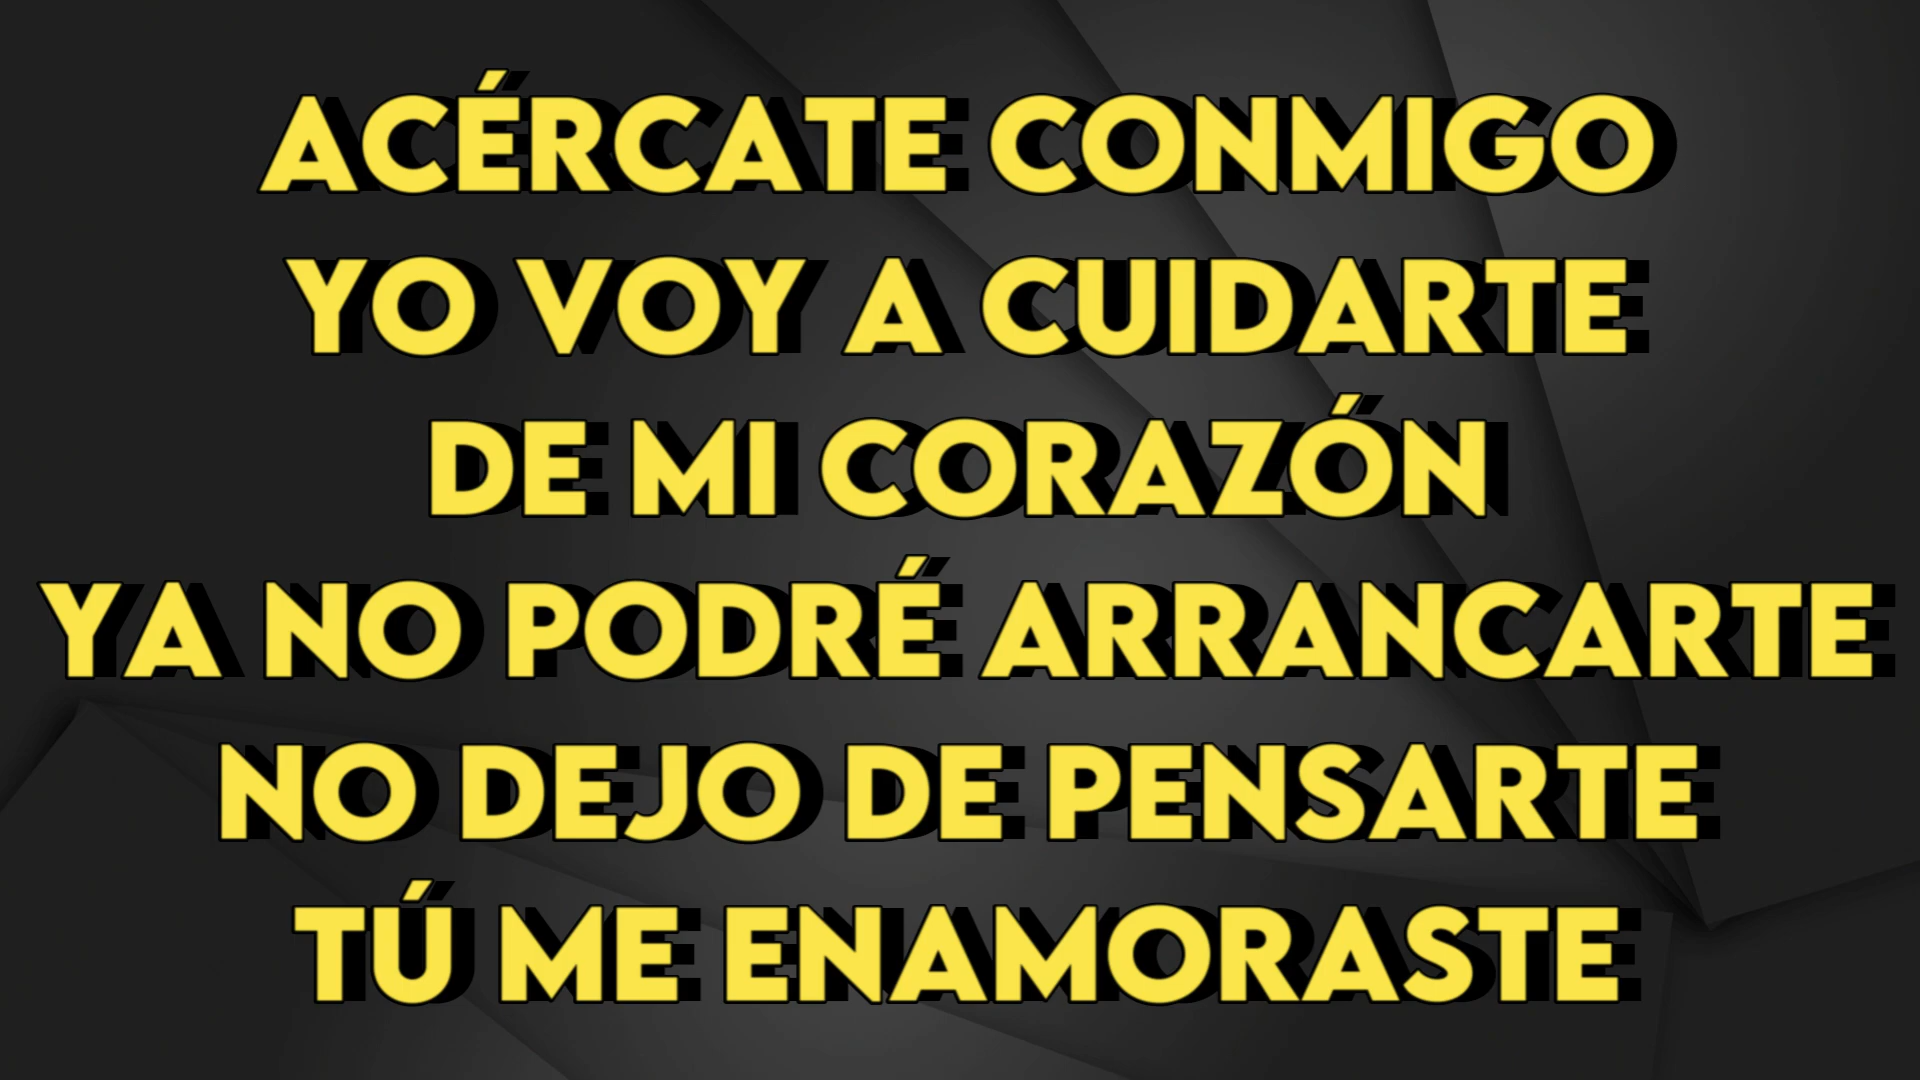 ACÉRCATE CONMIGO
YO VOY A CUIDARTE
DE MI CORAZÓN
YA NO PODRÉ ARRANCARTE
NO DEJO DE PENSARTE
TÚ ME ENAMORASTE